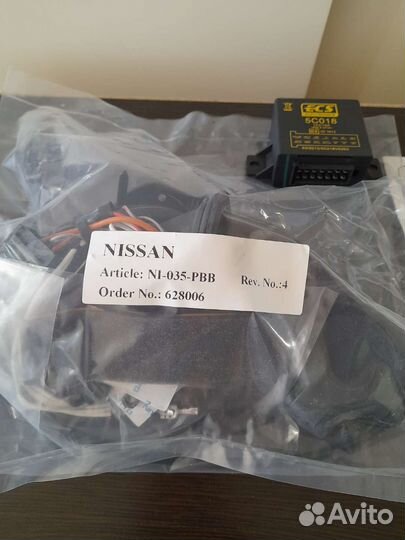 ECS
5C018
NISSAN
Article: NI-035-PBB Rev. No.:4
Order No.: 628006
Avito